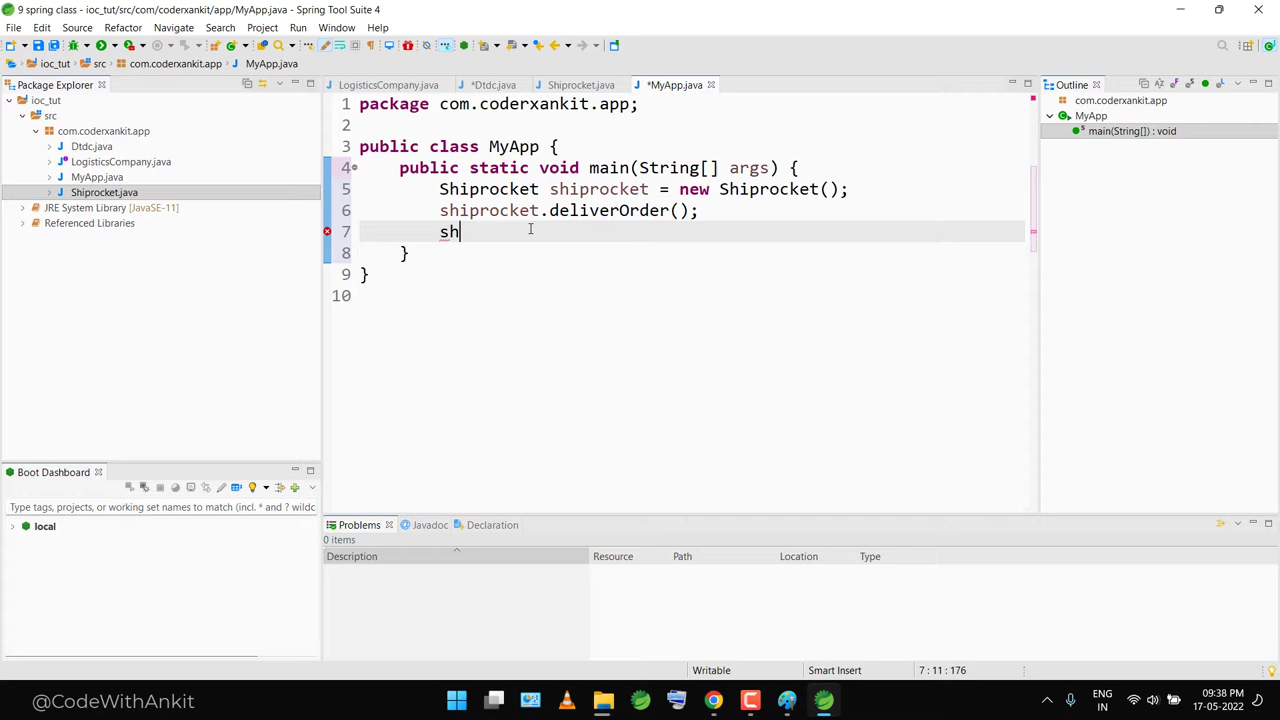 9 spring class - ioc_tut/src/com/coderxankit/app/MyApp.java - Spring Tool Suite 4
File Edit Source Refactor Navigate Search Project Run Window Help
ioc_tut src com.coderxankit.app MyApp.java
Package Explorer
ioc_tut
src
com.coderxankit.app
Dtdc.java
LogisticsCompany.java
MyApp.java
Shiprocket.java
JRE System Library [JavaSE-11]
Referenced Libraries
Boot Dashboard
Type tags, projects, or working set names to match (incl. * and ? wildc
local
LogisticsCompany.java *Dtdc.java Shiprocket.java *MyApp.java
1 package com.coderxankit.app;
2
3 public class MyApp {
4 public static void main(String[] args) {
5 Shiprocket shiprocket = new Shiprocket();
6 shiprocket.deliverOrder();
7 sh
8 }
9 }
10
Outline
com.coderxankit.app
MyApp
main(String[]) : void
Problems Javadoc Declaration
0 items
Description Resource Path Location Type
Writable Smart Insert 7 : 11 : 176
@CodeWithAnkit
ENG
IN
09:38 PM
17-05-2022